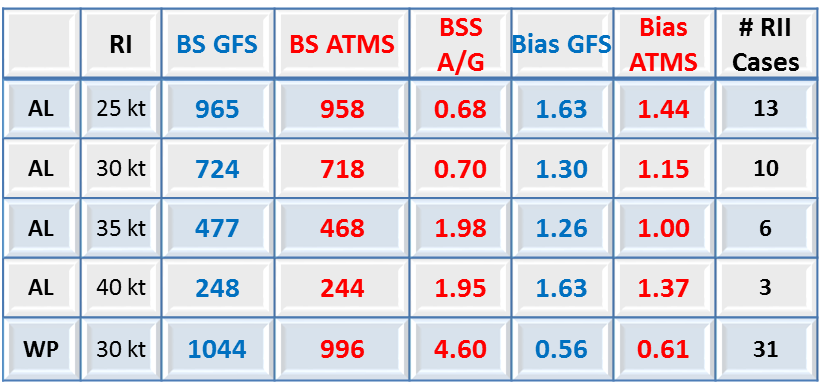 RI BS GFS BS ATMS BSS A/G Bias GFS Bias ATMS # RII Cases
AL 25 kt 965 958 0.68 1.63 1.44 13
AL 30 kt 724 718 0.70 1.30 1.15 10
AL 35 kt 477 468 1.98 1.26 1.00 6
AL 40 kt 248 244 1.95 1.63 1.37 3
WP 30 kt 1044 996 4.60 0.56 0.61 31